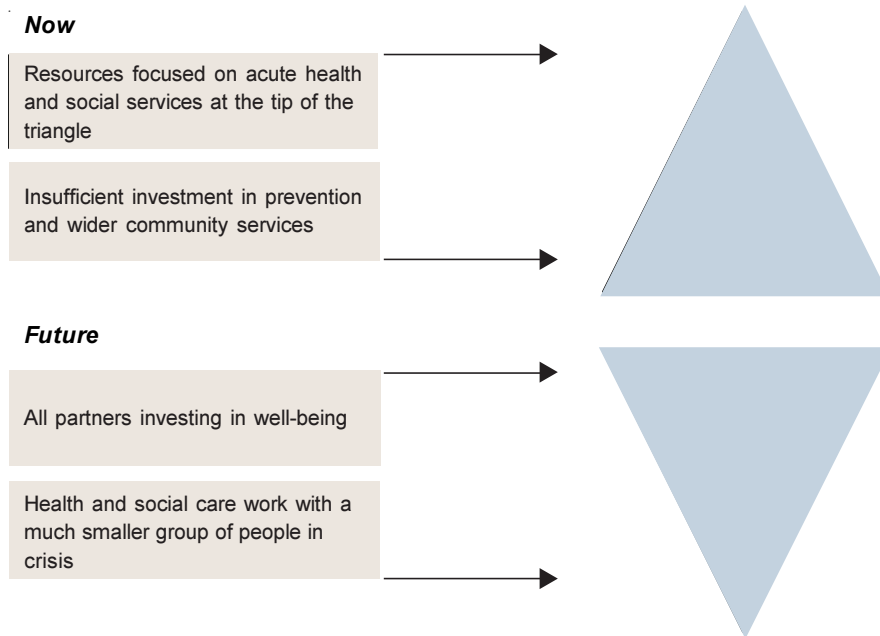 Now
Resources focused on acute health
and social services at the tip of the
triangle
Insufficient investment in prevention
and wider community services
Future
All partners investing in well-being
Health and social care work with a
much smaller group of people in
crisis